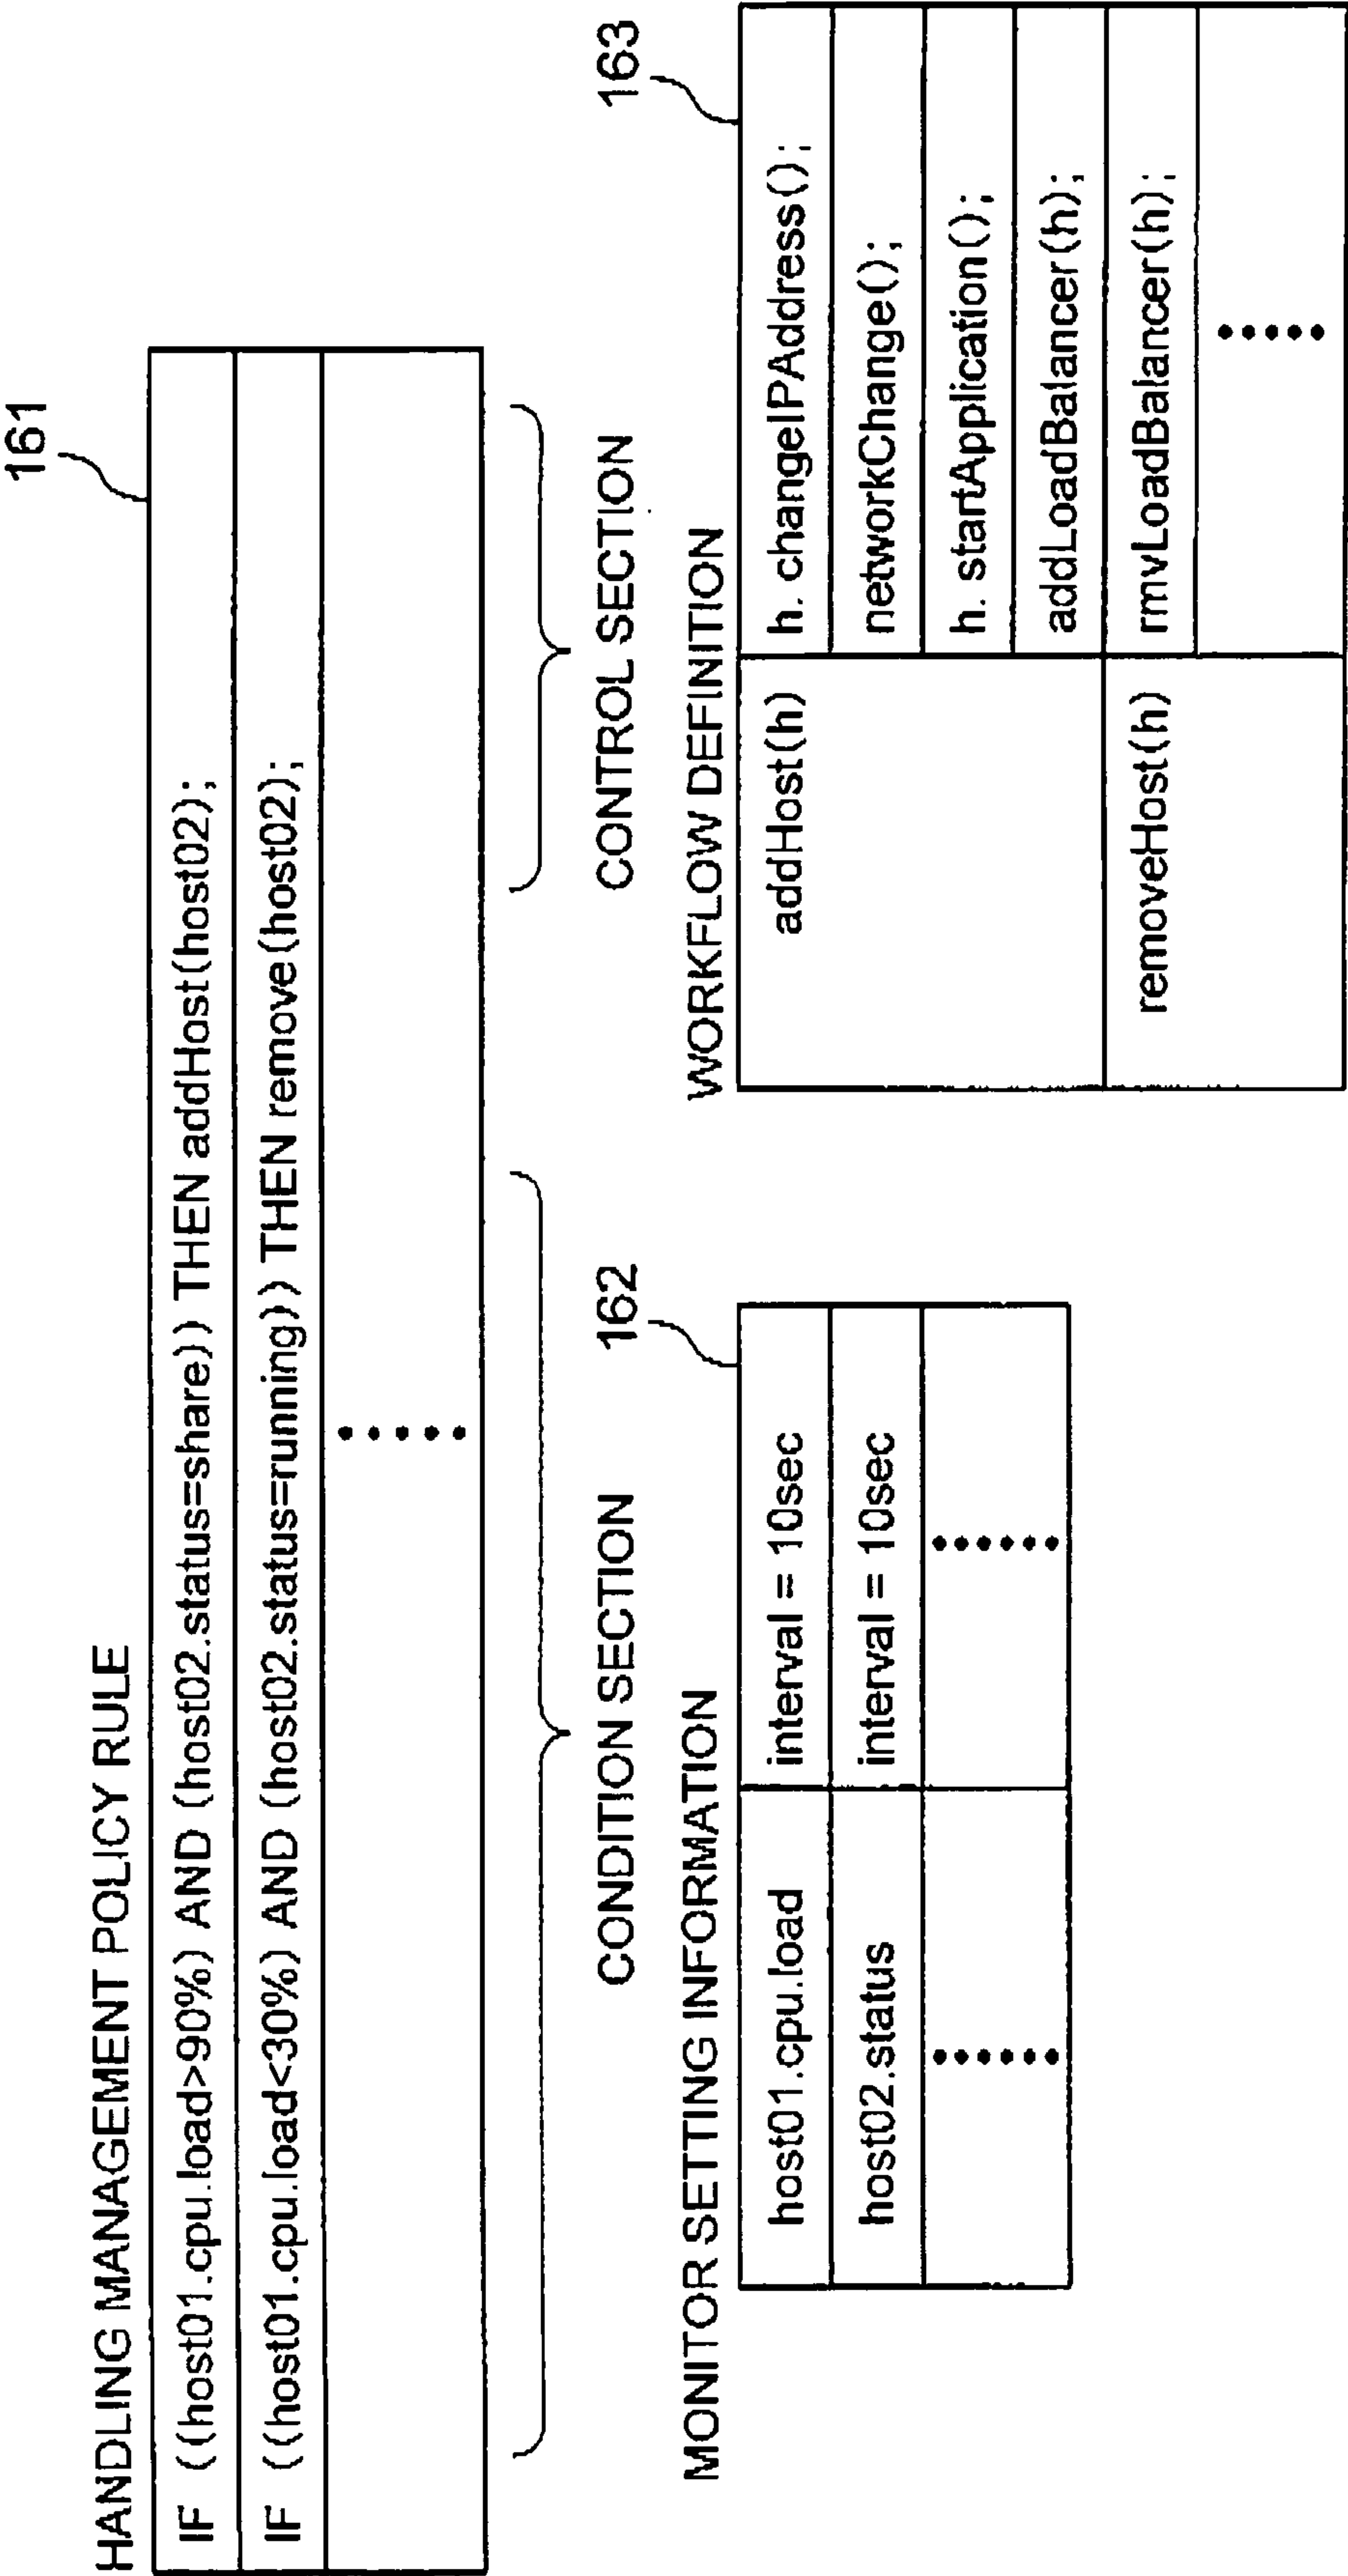 HANDLING MANAGEMENT POLICY RULE
161
IF ((host01.cpu.load>90%) AND (host02.status=share)) THEN addHost(host02);
IF ((host01.cpu.load<30%) AND (host02.status=running)) THEN remove(host02);
CONDITION SECTION
CONTROL SECTION
MONITOR SETTING INFORMATION
162
host01.cpu.load interval = 10sec
host02.status interval = 10sec
WORKFLOW DEFINITION
163
addHost(h) h. changeIPAddress();
networkChange();
h. startApplication();
addLoadBalancer(h);
removeHost(h) rmvLoadBalancer(h);